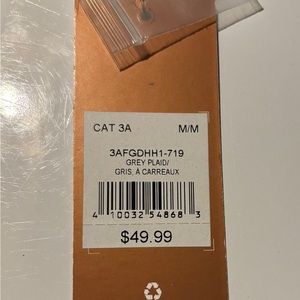 CAT 3A M/M
3AFGDHH1-719
GREY PLAID/
GRIS, À CARREAUX
4 10032 54868 3
$49.99